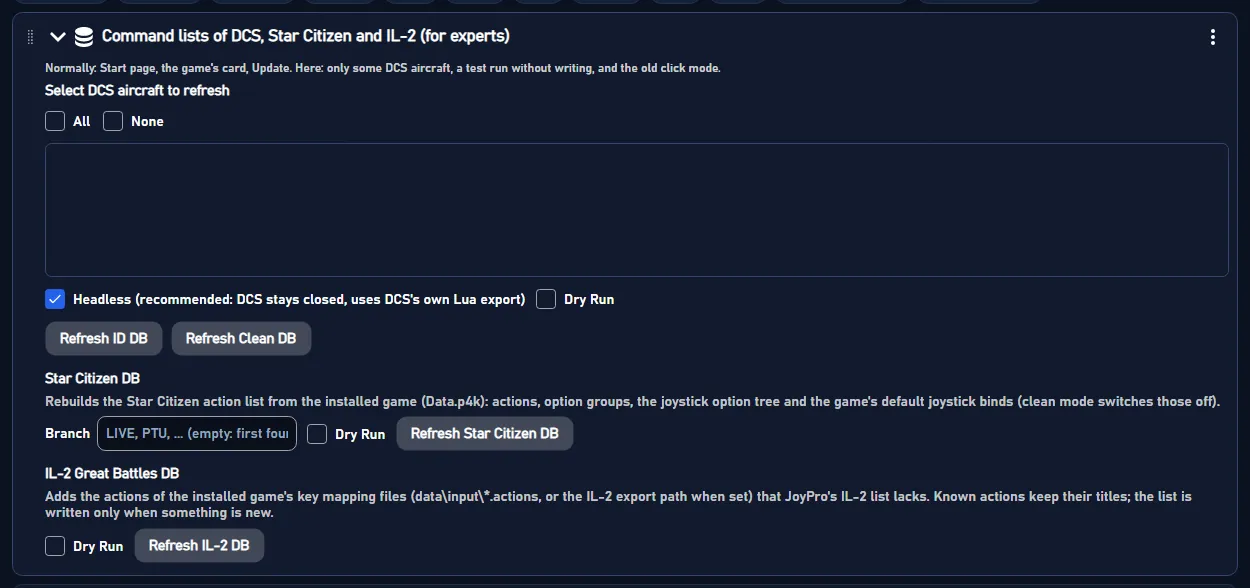 Command lists of DCS, Star Citizen and IL-2 (for experts)
Normally: Start page, the game's card, Update. Here: only some DCS aircraft, a test run without writing, and the old click mode.
Select DCS aircraft to refresh
All None
Headless (recommended: DCS stays closed, uses DCS's own Lua export) Dry Run
Refresh ID DB Refresh Clean DB
Star Citizen DB
Rebuilds the Star Citizen action list from the installed game (Data.p4k): actions, option groups, the joystick option tree and the game's default joystick binds (clean mode switches those off).
Branch LIVE, PTU, ... (empty: first foun Dry Run Refresh Star Citizen DB
IL-2 Great Battles DB
Adds the actions of the installed game's key mapping files (data\input\*.actions, or the IL-2 export path when set) that JoyPro's IL-2 list lacks. Known actions keep their titles; the list is
written only when something is new.
Dry Run Refresh IL-2 DB